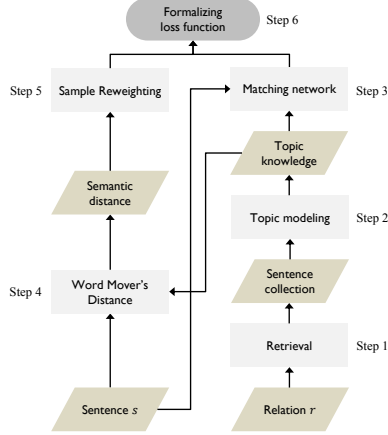 Formalizing
loss function
Step 6
Step 5
Sample Reweighting
Matching network
Step 3
Topic
knowledge
Semantic
distance
Topic modeling
Step 2
Step 4
Word Mover's
Distance
Sentence
collection
Retrieval
Step 1
Sentence s
Relation r